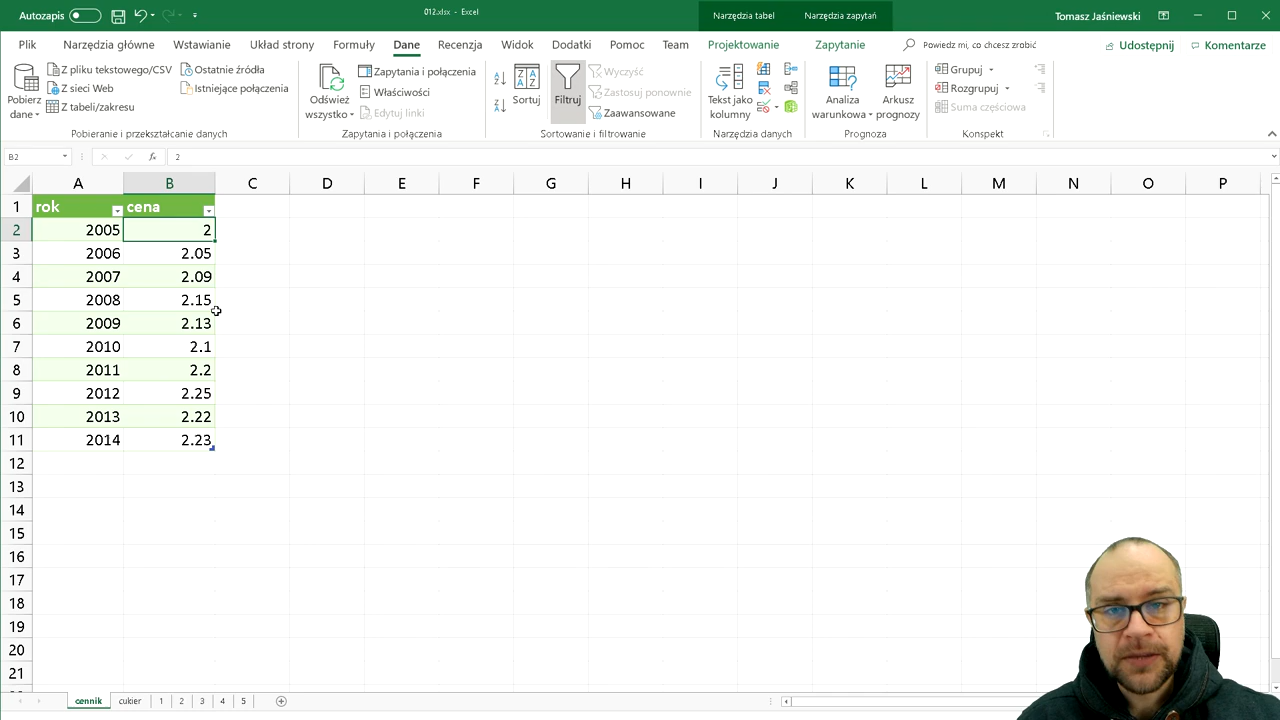 Autozapis
012.xlsx - Excel
Narzędzia tabel
Narzędzia zapytań
Tomasz Jaśniewski
Plik Narzędzia główne Wstawianie Układ strony Formuły Dane Recenzja Widok Dodatki Pomoc Team Projektowanie Zapytanie Powiedz mi, co chcesz zrobić Udostępnij Komentarze
Pobierz dane
Z pliku tekstowego/CSV
Z sieci Web
Z tabeli/zakresu
Ostatnie źródła
Istniejące połączenia
Pobieranie i przekształcanie danych
Odśwież wszystko
Zapytania i połączenia
Właściwości
Edytuj linki
Zapytania i połączenia
Sortuj
Filtruj
Wyczyść
Zastosuj ponownie
Zaawansowane
Sortowanie i filtrowanie
Tekst jako kolumny
Narzędzia danych
Analiza warunkowa
Arkusz prognozy
Prognoza
Grupuj
Rozgrupuj
Suma częściowa
Konspekt
B2
fx
2
A B C D E F G H I J K L M N O P
1 rok cena
2 2005 2
3 2006 2.05
4 2007 2.09
5 2008 2.15
6 2009 2.13
7 2010 2.1
8 2011 2.2
9 2012 2.25
10 2013 2.22
11 2014 2.23
12
13
14
15
16
17
18
19
20
21
cennik cukier 1 2 3 4 5